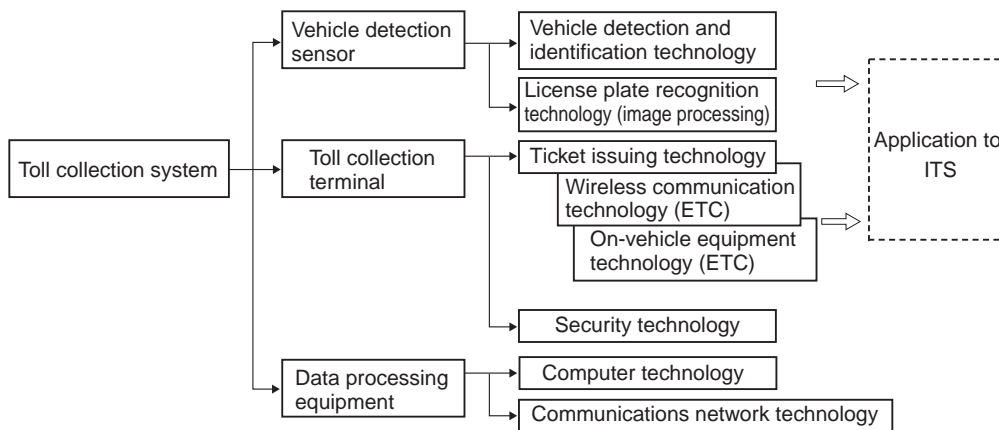 Toll collection system
Vehicle detection
sensor
Vehicle detection and
identification technology
License plate recognition
technology (image processing)
Toll collection
terminal
Ticket issuing technology
Wireless communication
technology (ETC)
On-vehicle equipment
technology (ETC)
Security technology
Data processing
equipment
Computer technology
Communications network technology
Application to
ITS